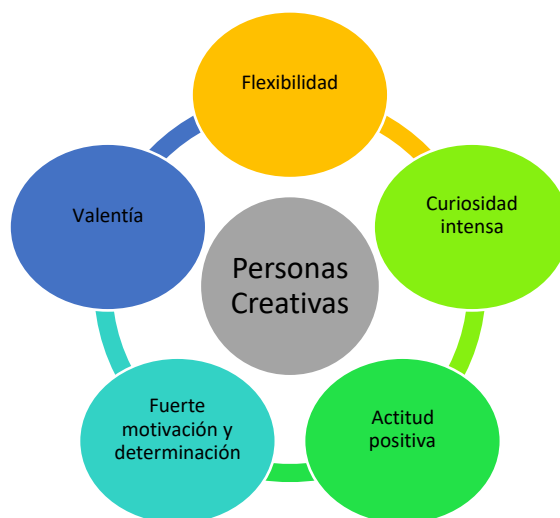 Flexibilidad
Curiosidad
intensa
Actitud
positiva
Fuerte
motivación y
determinación
Valentía
Personas
Creativas